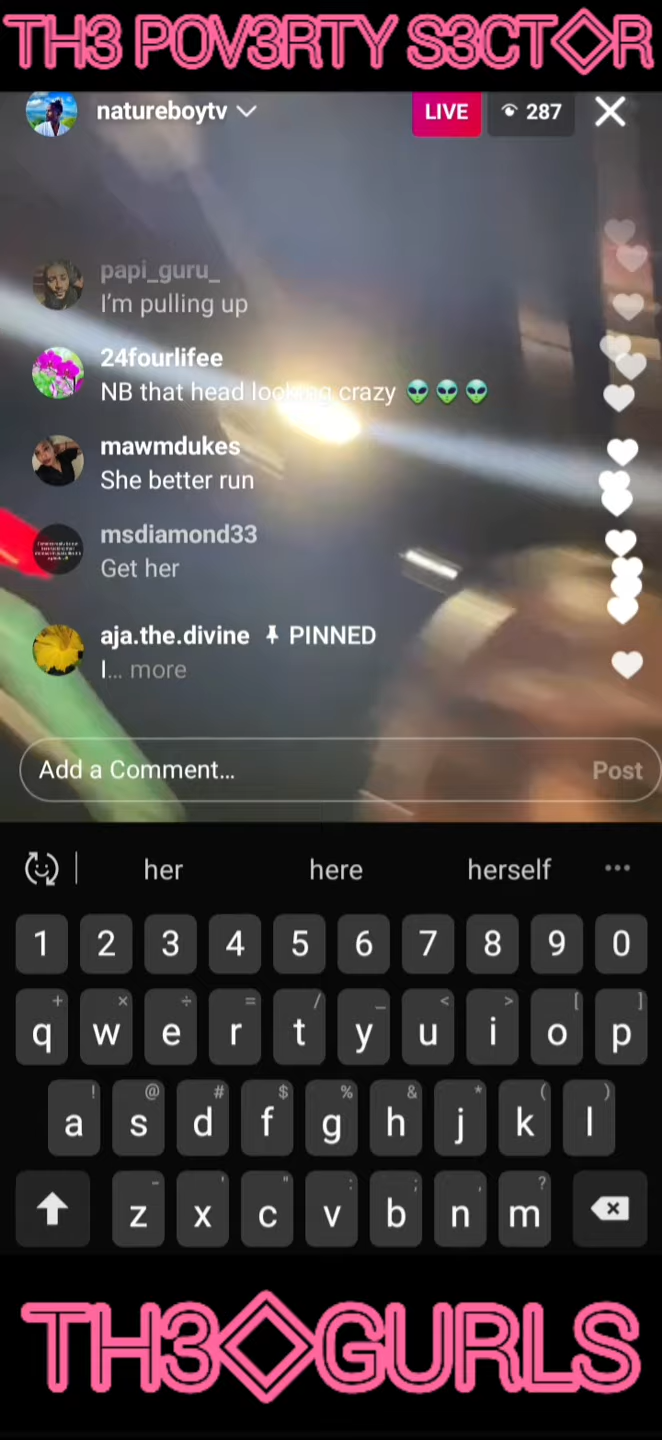 TH3 POV3RTY S3CT◇R
natureboytv
LIVE 287
papi_guru_
I'm pulling up
24fourlifee
NB that head looking crazy 👽👽👽
mawmdukes
She better run
msdiamond33
Get her
aja.the.divine PINNED
I... more
Add a Comment... Post
her here herself ...
1 2 3 4 5 6 7 8 9 0
+ × ÷ = / _ < > [ ]
q w e r t y u i o p
! @ # $ % & * ( )
a s d f g h j k l
- ' " : ; , ?
z x c v b n m
TH3◇GURLS